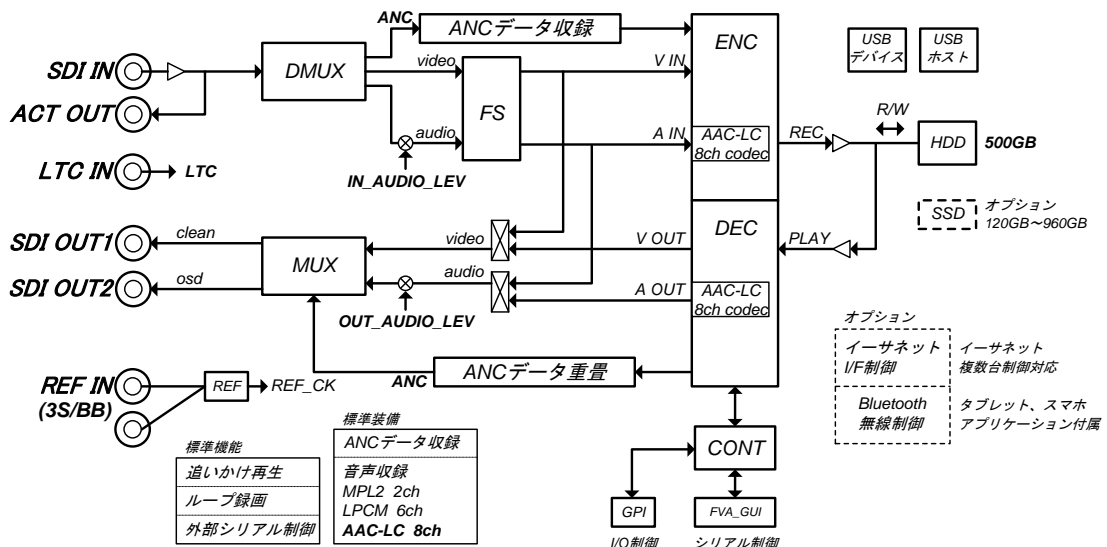 ANC
ANCデータ収録
ENC
USB
デバイス
USB
ホスト
SDI IN
DMUX
video
FS
V IN
ACT OUT
audio
A IN
AAC-LC
8ch codec
REC
R/W
HDD
500GB
LTC IN
LTC
IN_AUDIO_LEV
SSD
オプション
120GB～960GB
SDI OUT1
clean
MUX
video
V OUT
DEC
PLAY
SDI OUT2
osd
audio
A OUT
AAC-LC
8ch codec
OUT_AUDIO_LEV
オプション
イーサネット
I/F制御
イーサネット
複数台制御対応
Bluetooth
無線制御
タブレット、スマホ
アプリケーション付属
ANC
ANCデータ重畳
REF IN
(3S/BB)
REF
REF_CK
標準機能
追いかけ再生
ループ録画
外部シリアル制御
標準装備
ANCデータ収録
音声収録
MPL2 2ch
LPCM 6ch
AAC-LC 8ch
CONT
GPI
FVA_GUI
I/O制御
シリアル制御